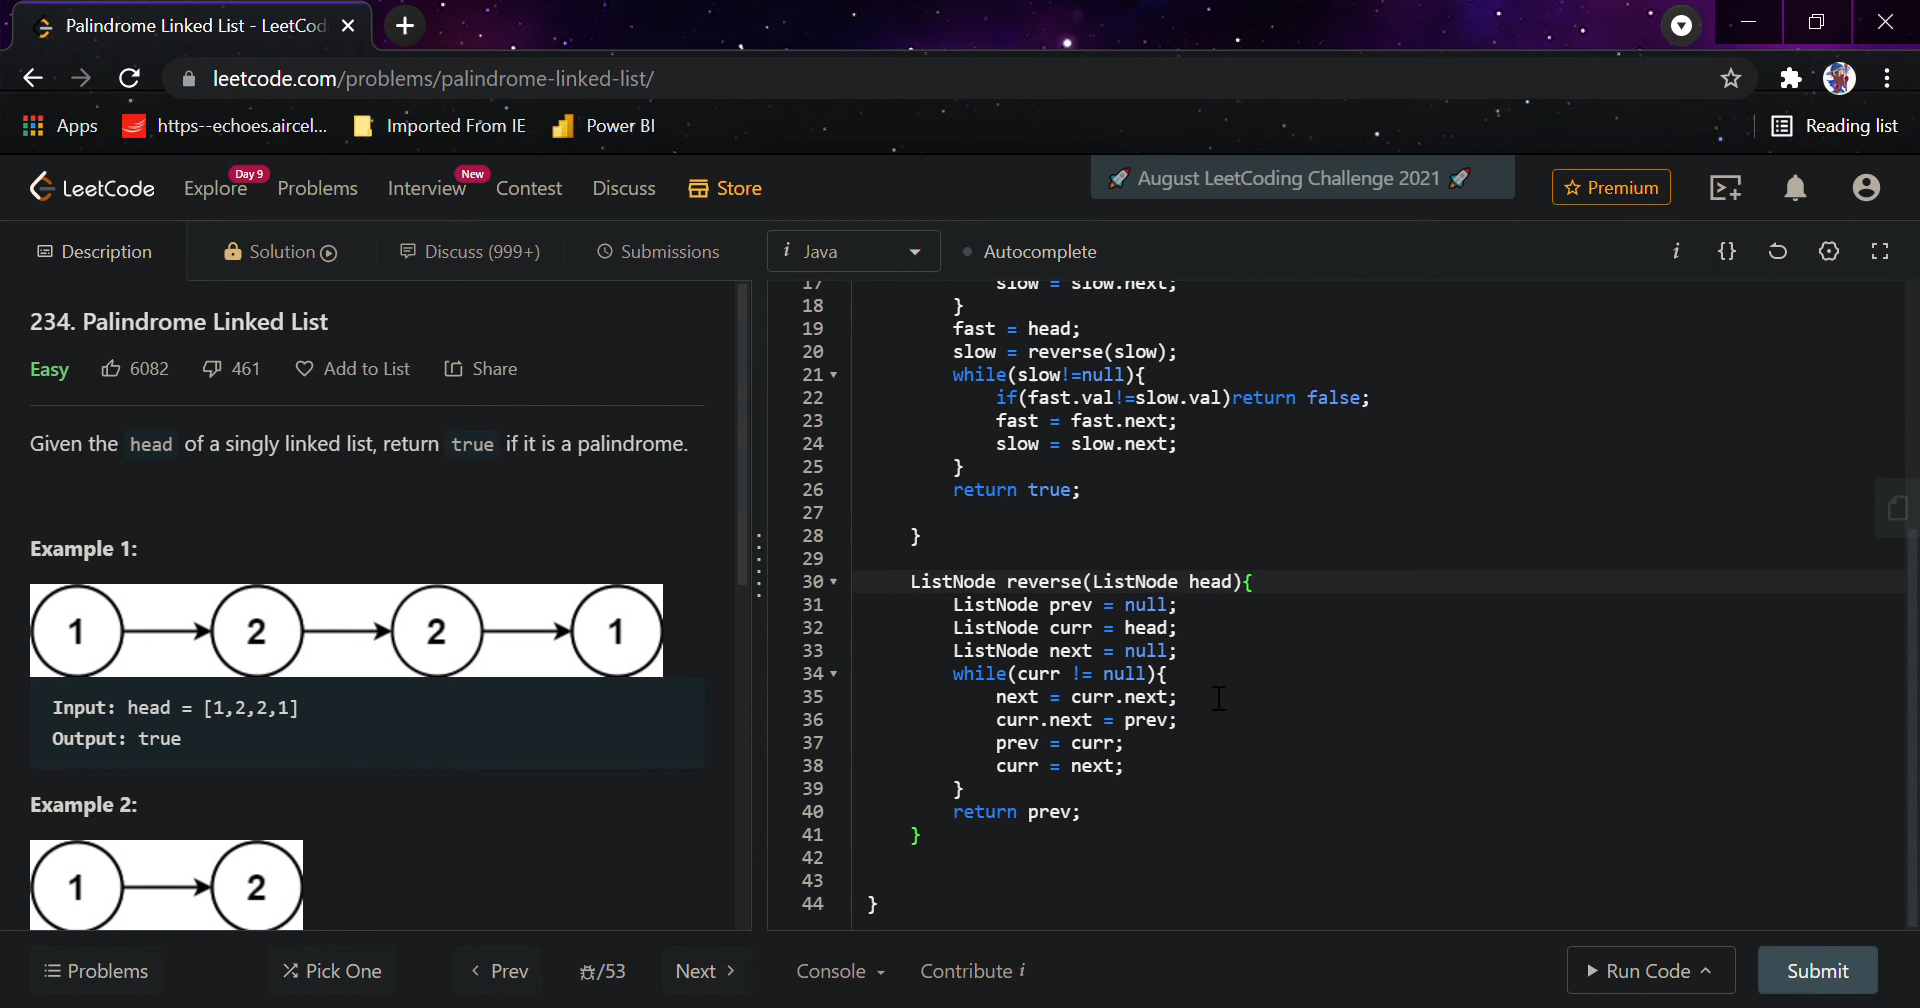 Palindrome Linked List - LeetCod
leetcode.com/problems/palindrome-linked-list/
Apps https--echoes.aircel... Imported From IE Power BI Reading list
LeetCode Explore Day 9 Problems Interview New Contest Discuss Store 🚀 August LeetCoding Challenge 2021 🚀 Premium
Description Solution Discuss (999+) Submissions i Java Autocomplete i {}
234. Palindrome Linked List
Easy 6082 461 Add to List Share
Given the head of a singly linked list, return true if it is a palindrome.
Example 1:
1 2 2 1
Input: head = [1,2,2,1]
Output: true
Example 2:
1 2
17 slow = slow.next;
18 }
19 fast = head;
20 slow = reverse(slow);
21 while(slow!=null){
22 if(fast.val!=slow.val)return false;
23 fast = fast.next;
24 slow = slow.next;
25 }
26 return true;
27
28 }
29
30 ListNode reverse(ListNode head){
31 ListNode prev = null;
32 ListNode curr = head;
33 ListNode next = null;
34 while(curr != null){
35 next = curr.next;
36 curr.next = prev;
37 prev = curr;
38 curr = next;
39 }
40 return prev;
41 }
42
43
44 }
Problems Pick One Prev /53 Next Console Contribute i Run Code Submit